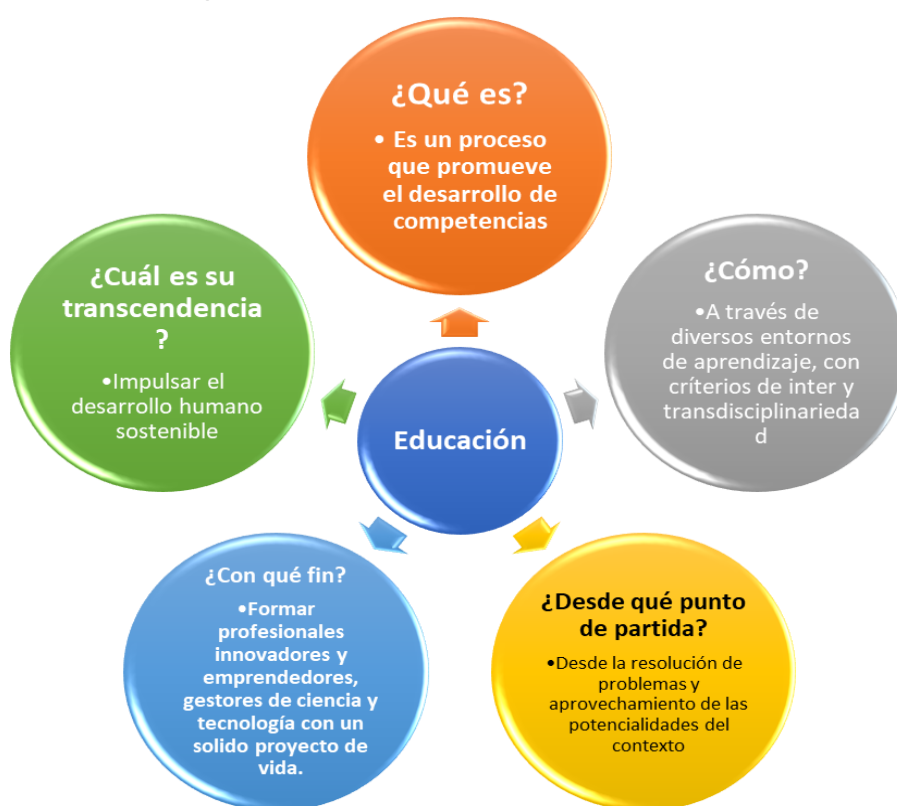 ¿Qué es?
• Es un proceso
que promueve
el desarrollo de
competencias
¿Cuál es su
transcendencia
?
•Impulsar el
desarrollo humano
sostenible
¿Cómo?
•A través de
diversos entornos
de aprendizaje, con
críterios de inter y
transdisciplinarieda
d
Educación
¿Con qué fin?
•Formar
profesionales
innovadores y
emprendedores,
gestores de ciencia y
tecnología con un
solido proyecto de
vida.
¿Desde qué punto
de partida?
•Desde la resolución de
problemas y
aprovechamiento de las
potencialidades del
contexto